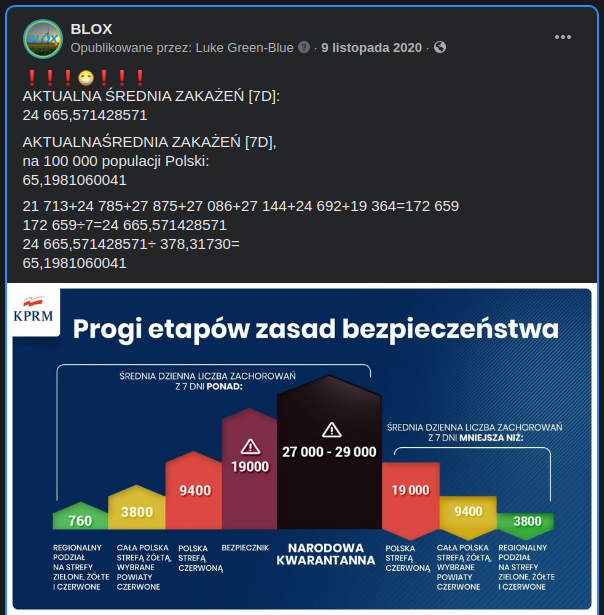 BLOX
Opublikowane przez: Luke Green-Blue · 9 listopada 2020 ·
❗❗❗😷❗❗❗
AKTUALNA ŚREDNIA ZAKAŻEŃ [7D]:
24 665,571428571
AKTUALNAŚREDNIA ZAKAŻEŃ [7D],
na 100 000 populacji Polski:
65,1981060041
21 713+24 785+27 875+27 086+27 144+24 692+19 364=172 659
172 659÷7=24 665,571428571
24 665,571428571÷ 378,31730=
65,1981060041
KPRM
Progi etapów zasad bezpieczeństwa
ŚREDNIA DZIENNA LICZBA ZACHOROWAŃ
Z 7 DNI PONAD:
ŚREDNIA DZIENNA LICZBA ZACHOROWAŃ
Z 7 DNI MNIEJSZA NIŻ:
760
3800
9400
19000
27 000 - 29 000
19 000
9400
3800
REGIONALNY
PODZIAŁ
NA STREFY
ZIELONE, ŻÓŁTE
I CZERWONE
CAŁA POLSKA
STREFĄ ŻÓŁTĄ,
WYBRANE
POWIATY
CZERWONE
POLSKA
STREFĄ
CZERWONĄ
BEZPIECZNIK
NARODOWA
KWARANTANNA
POLSKA
STREFĄ
CZERWONĄ
CAŁA POLSKA
STREFĄ ŻÓŁTĄ,
WYBRANE
POWIATY
CZERWONE
REGIONALNY
PODZIAŁ
NA STREFY
ZIELONE, ŻÓŁTE
I CZERWONE